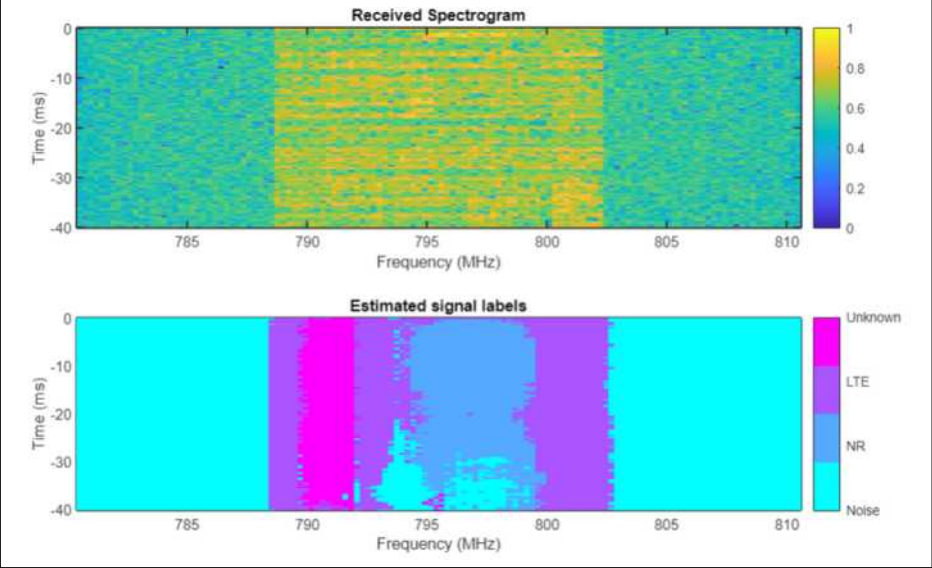 Received Spectrogram
0
-10
-20
-30
-40
Time (ms)
785 790 795 800 805 810
Frequency (MHz)
1
0.8
0.6
0.4
0.2
0
Estimated signal labels
0
-10
-20
-30
-40
Time (ms)
785 790 795 800 805 810
Frequency (MHz)
Unknown
LTE
NR
Noise